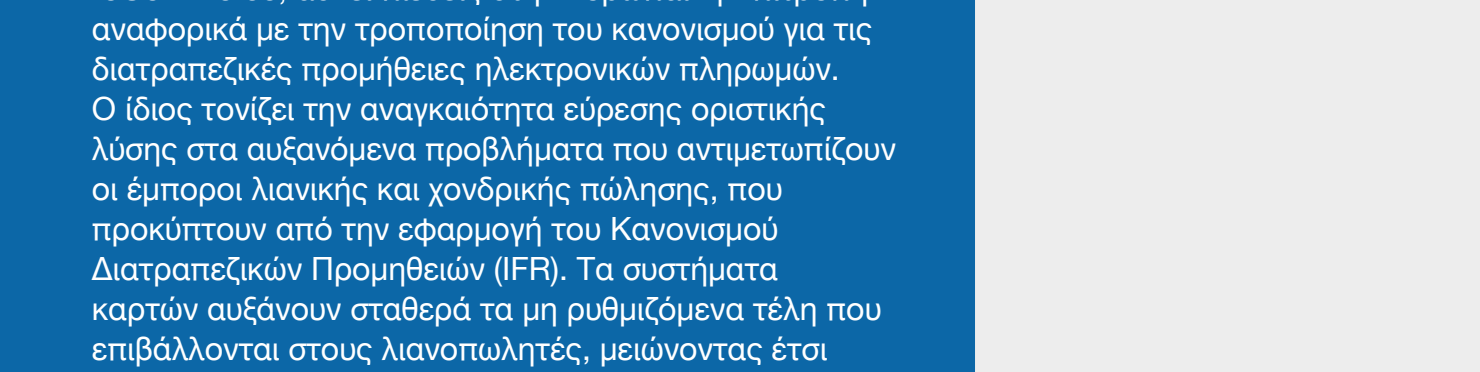 αναφορικά με την τροποποίηση του κανονισμού για τις
διατραπεζικές προμήθειες ηλεκτρονικών πληρωμών.
Ο ίδιος τονίζει την αναγκαιότητα εύρεσης οριστικής
λύσης στα αυξανόμενα προβλήματα που αντιμετωπίζουν
οι έμποροι λιανικής και χονδρικής πώλησης, που
προκύπτουν από την εφαρμογή του Κανονισμού
Διατραπεζικών Προμηθειών (IFR). Τα συστήματα
καρτών αυξάνουν σταθερά τα μη ρυθμιζόμενα τέλη που
επιβάλλονται στους λιανοπωλητές, μειώνοντας έτσι